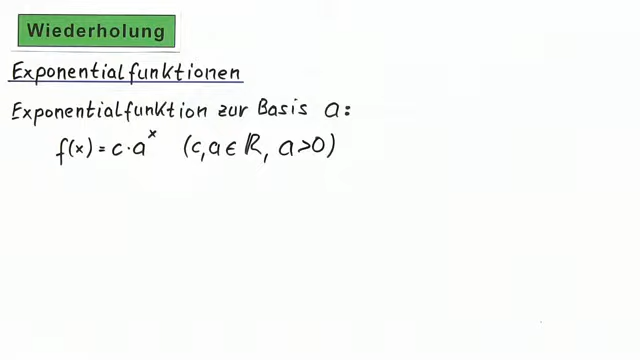 Wiederholung
Exponentialfunktionen
Exponentialfunktion zur Basis a:
f(x) = c · a^x (c, a ∈ ℝ, a > 0)